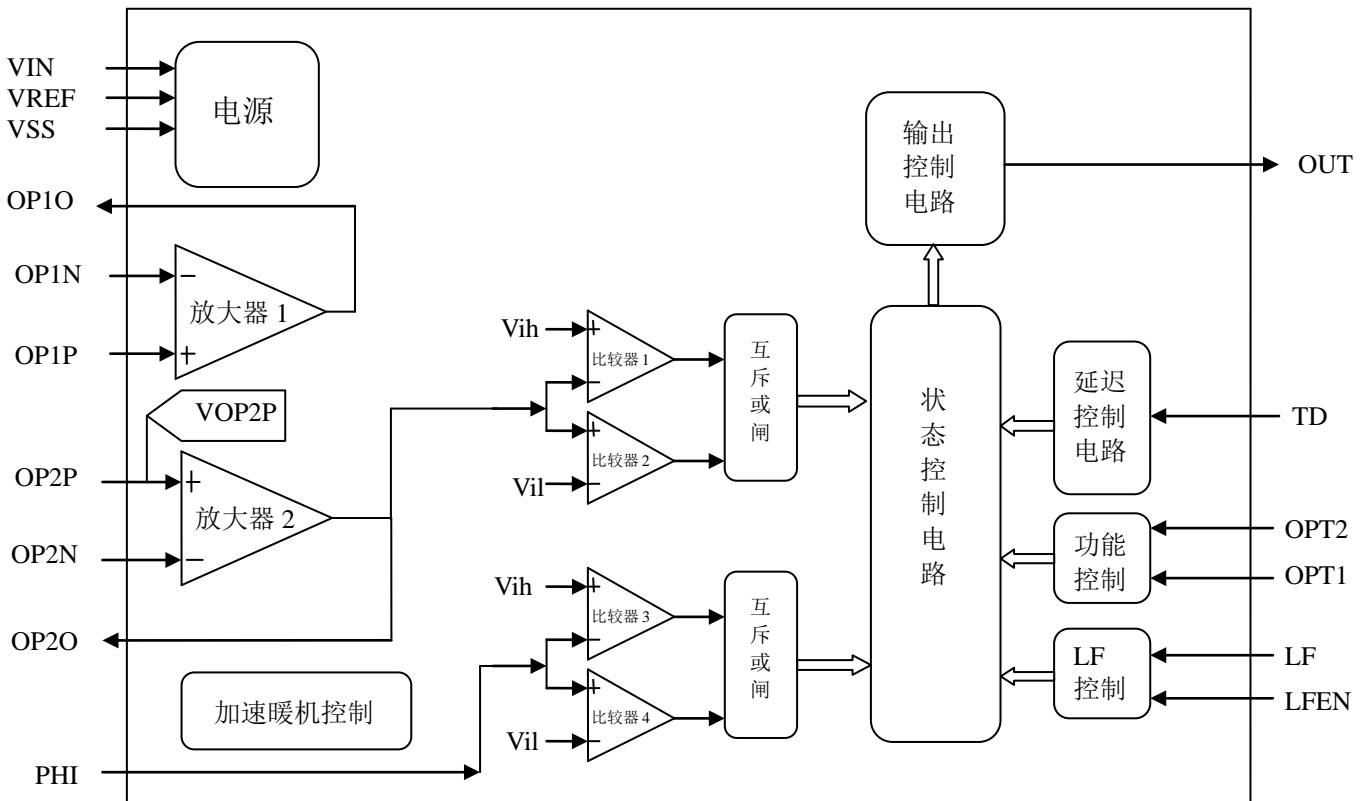 VIN
VREF
VSS
电源
OP1O
OP1N
OP1P
−
放大器 1
+
VOP2P
OP2P
OP2N
+
放大器 2
−
OP2O
加速暖机控制
PHI
Vih
+
比较器1
−
+
比较器2
−
Vil
互
斥
或
闸
Vih
+
比较器3
−
+
比较器4
−
Vil
互
斥
或
闸
状
态
控
制
电
路
输出
控制
电路
OUT
延迟
控制
电路
TD
功能
控制
OPT2
OPT1
LF
控制
LF
LFEN